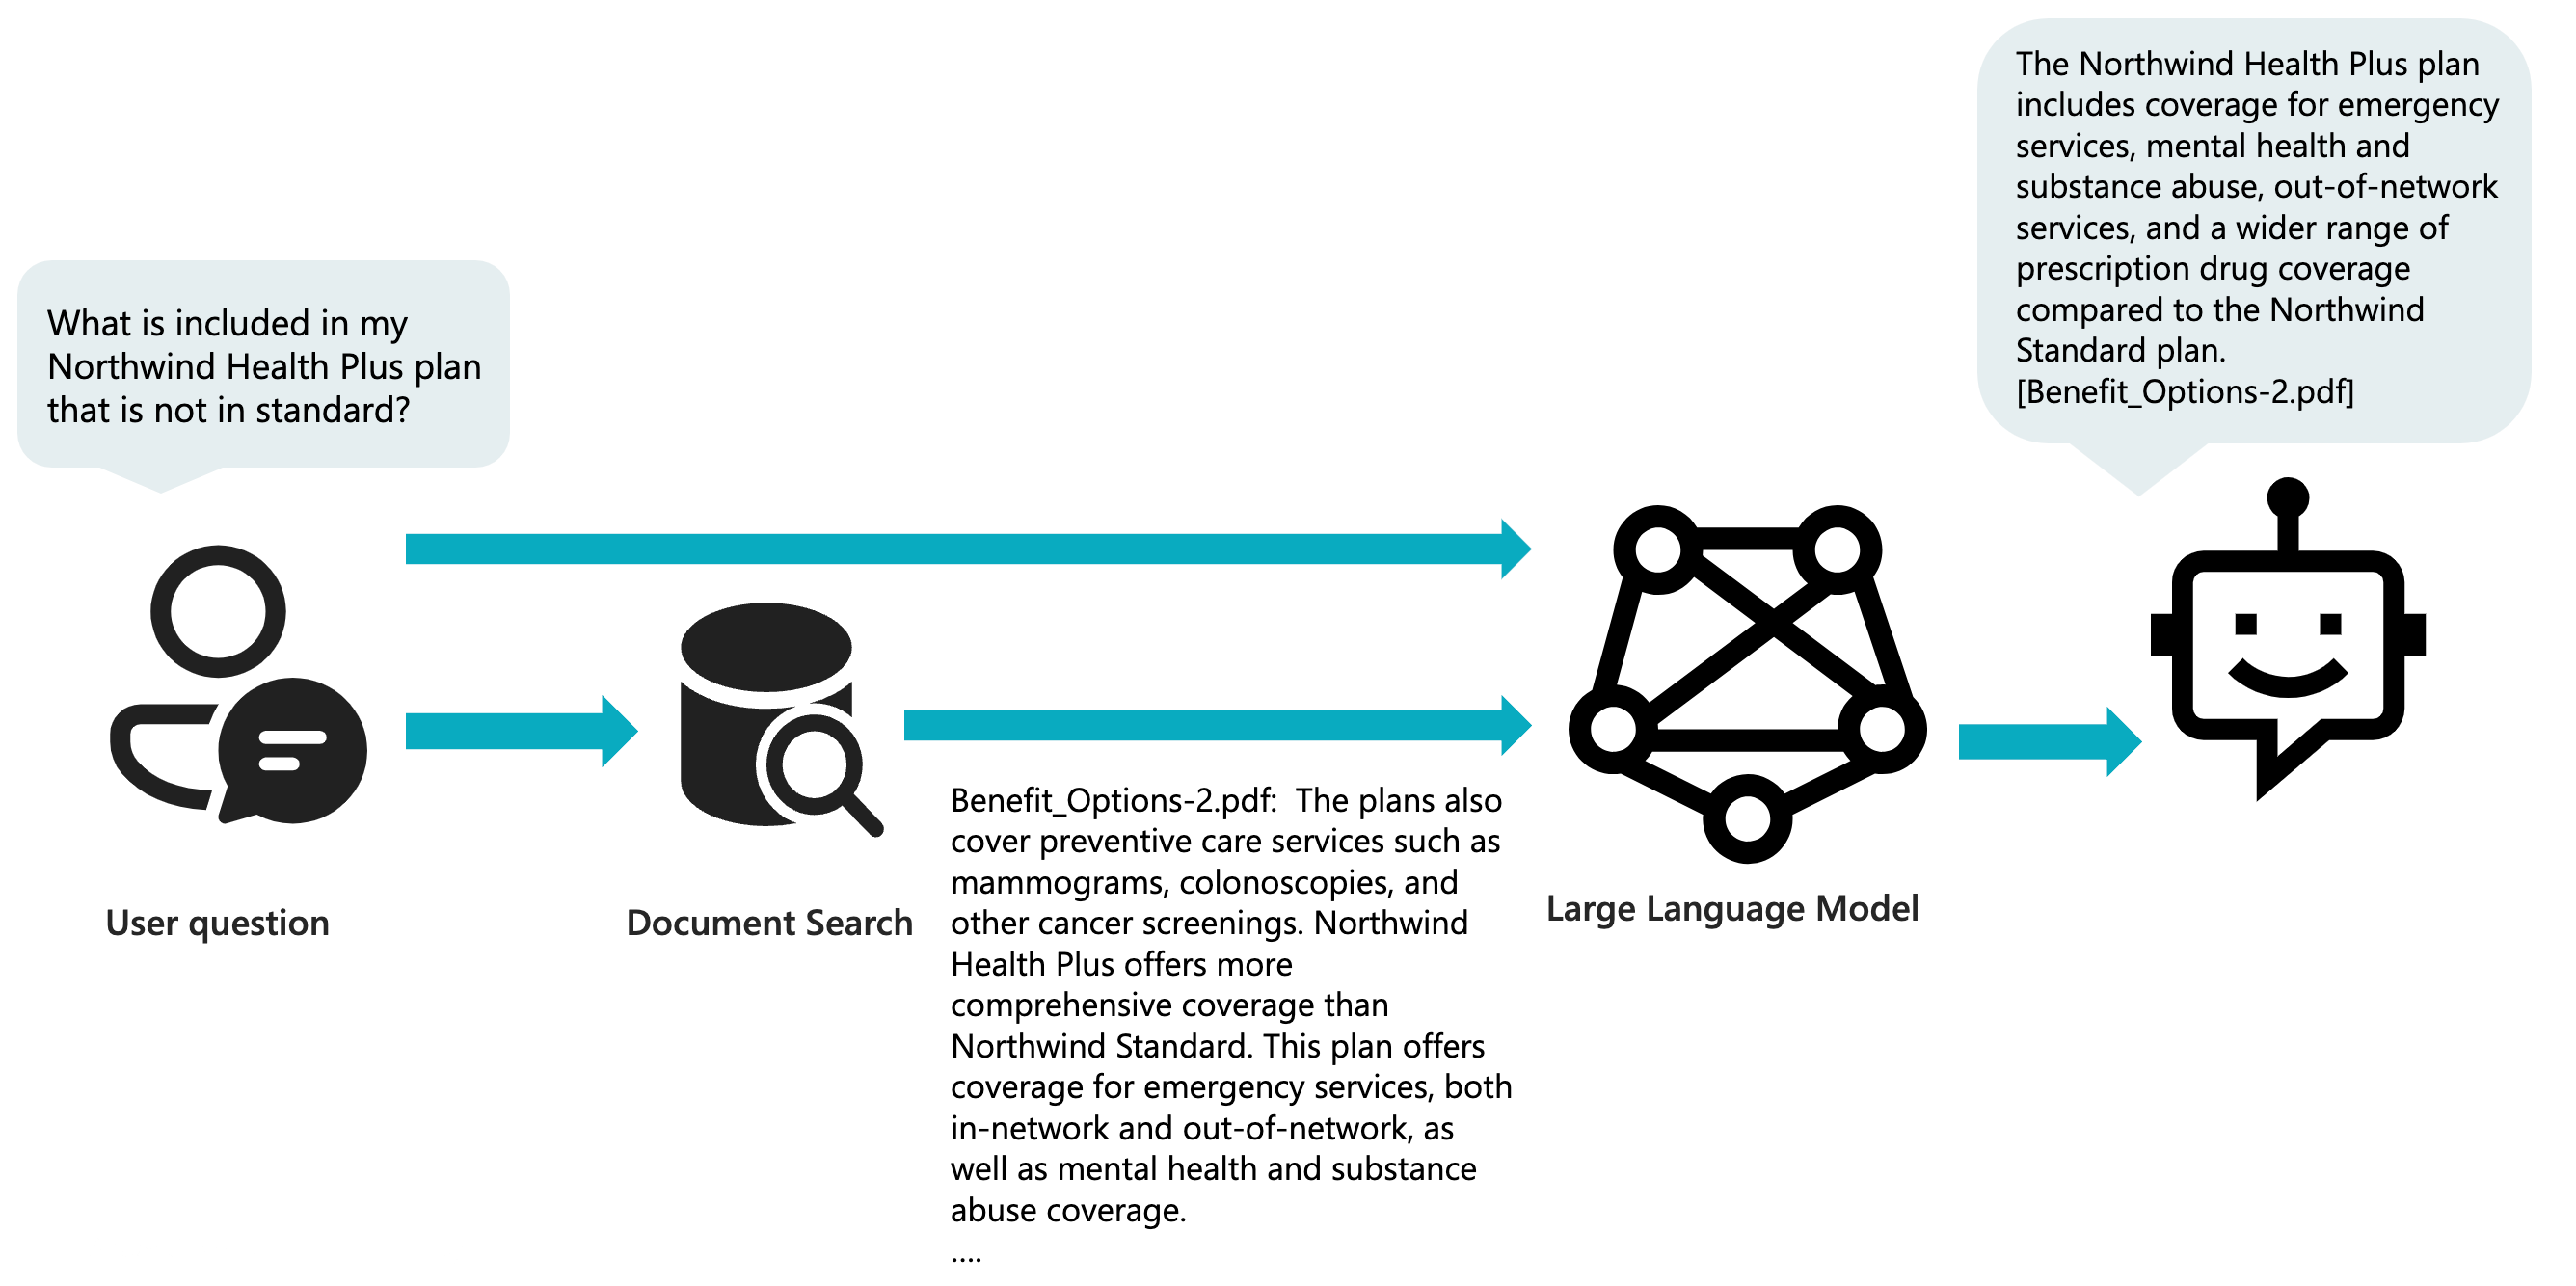 What is included in my
Northwind Health Plus plan
that is not in standard?
User question
Document Search
Benefit_Options-2.pdf:  The plans also
cover preventive care services such as
mammograms, colonoscopies, and
other cancer screenings. Northwind
Health Plus offers more
comprehensive coverage than
Northwind Standard. This plan offers
coverage for emergency services, both
in-network and out-of-network, as
well as mental health and substance
abuse coverage.
....
Large Language Model
The Northwind Health Plus plan
includes coverage for emergency
services, mental health and
substance abuse, out-of-network
services, and a wider range of
prescription drug coverage
compared to the Northwind
Standard plan.
[Benefit_Options-2.pdf]